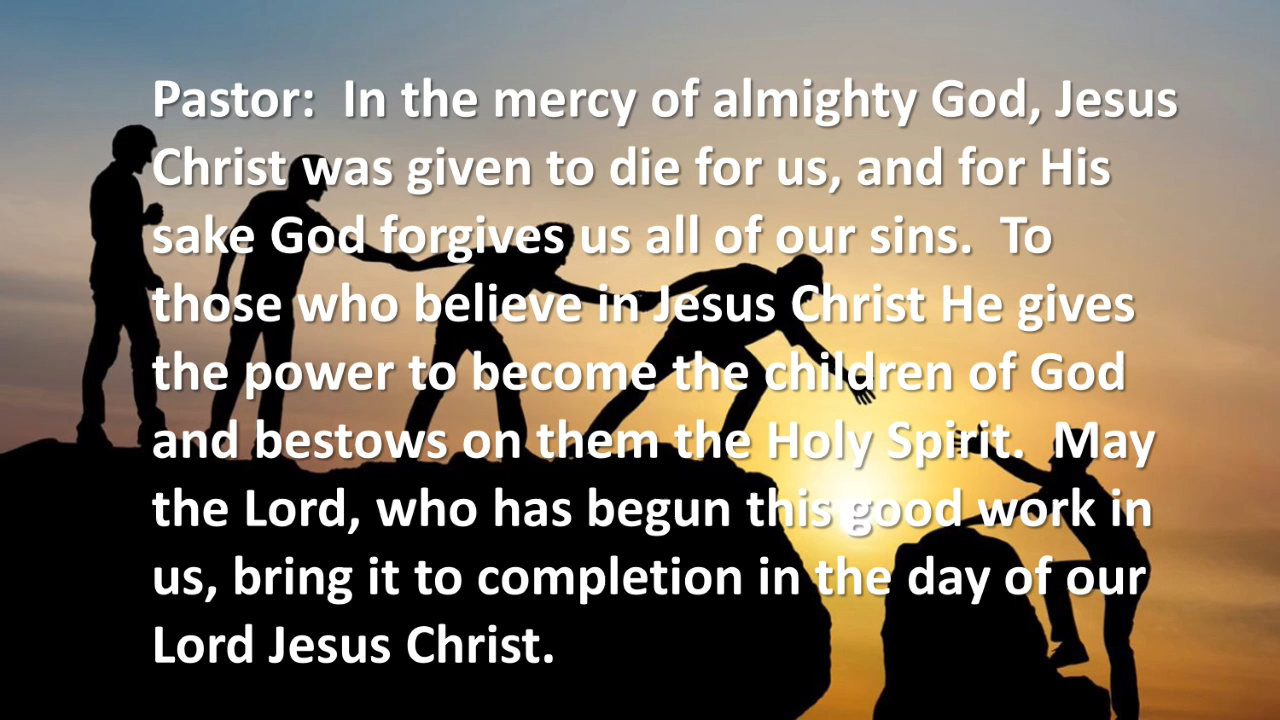 Pastor:  In the mercy of almighty God, Jesus
Christ was given to die for us, and for His
sake God forgives us all of our sins.  To
those who believe in Jesus Christ He gives
the power to become the children of God
and bestows on them the Holy Spirit.  May
the Lord, who has begun this good work in
us, bring it to completion in the day of our
Lord Jesus Christ.